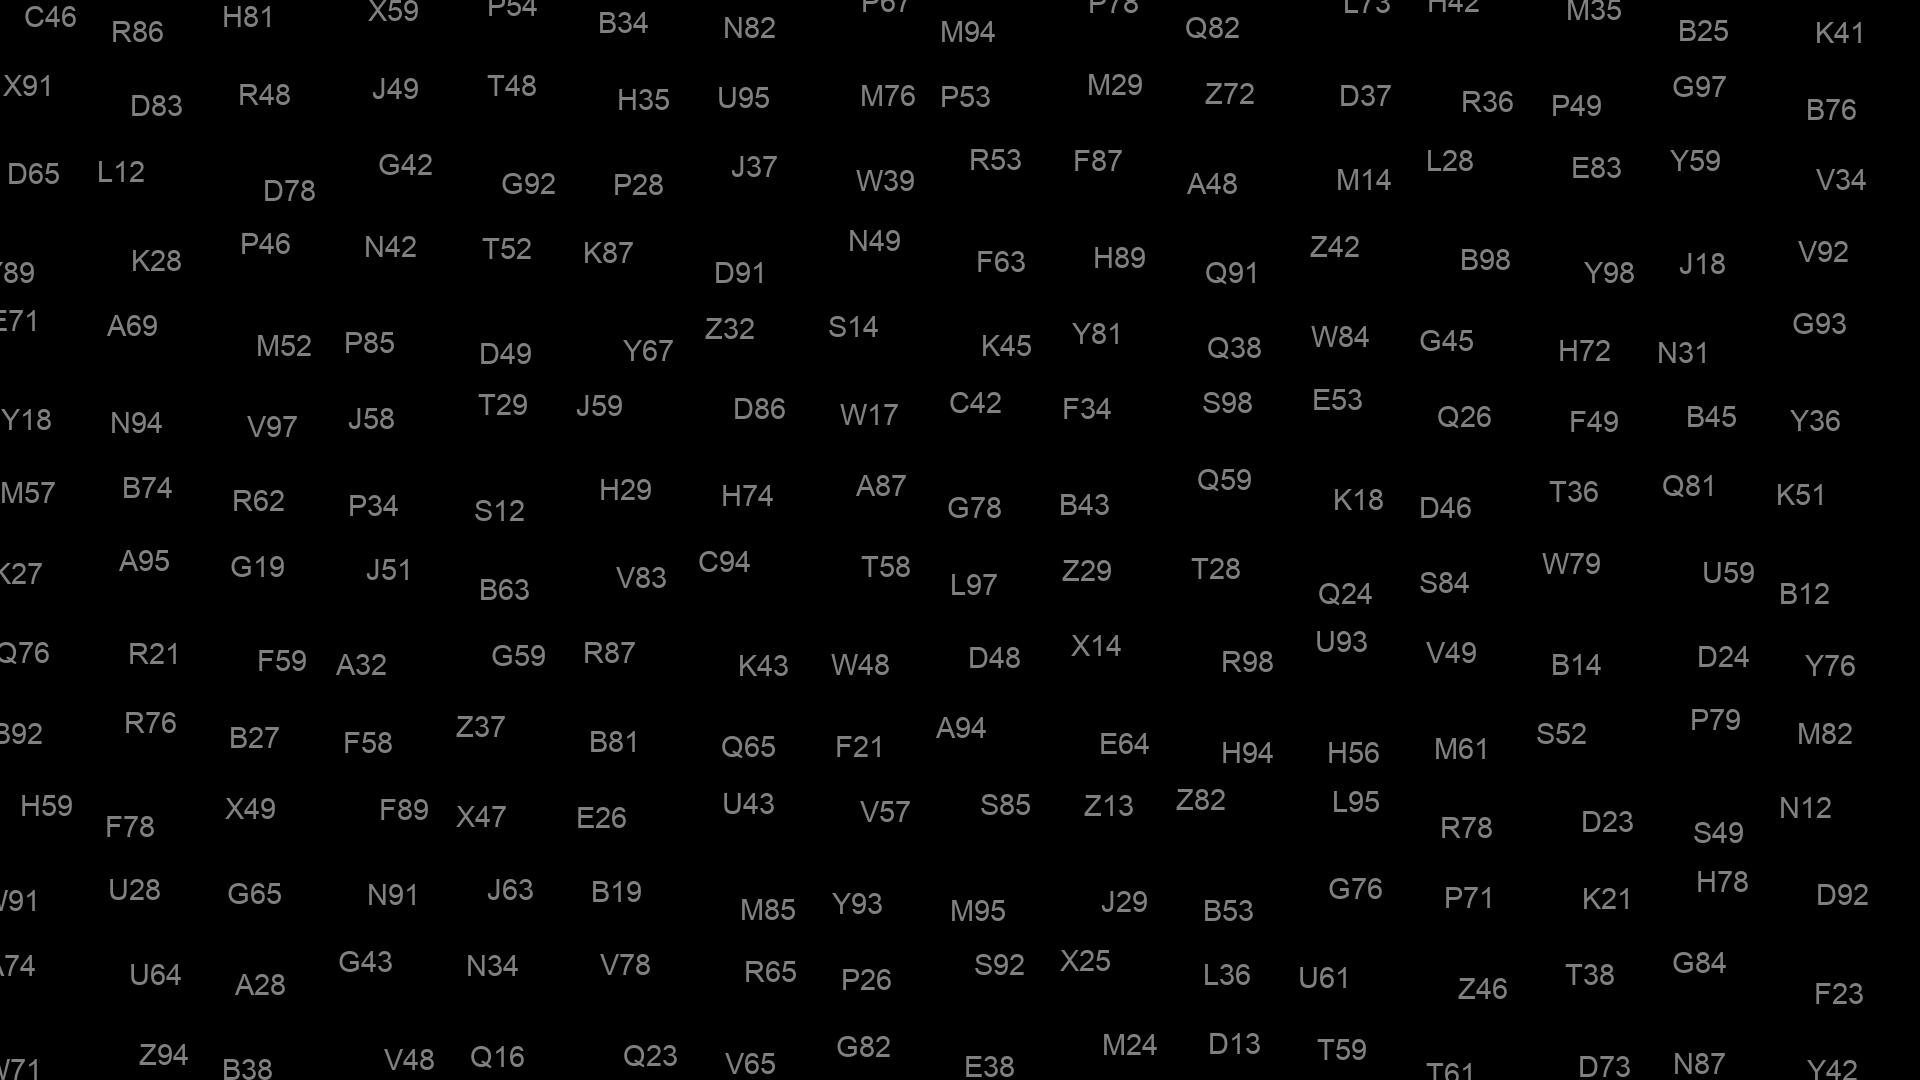 C46 R86 H81 X59 P54 B34 N82 P67 M94 P78 Q82 L73 H42 M35 B25 K41
X91 D83 R48 J49 T48 H35 U95 M76 P53 M29 Z72 D37 R36 P49 G97 B76
D65 L12 D78 G42 G92 P28 J37 W39 R53 F87 A48 M14 L28 E83 Y59 V34
K28 P46 N42 T52 K87 D91 N49 F63 H89 Q91 Z42 B98 Y98 J18 V92
E71 A69 M52 P85 D49 Y67 Z32 S14 K45 Y81 Q38 W84 G45 H72 N31 G93
Y18 N94 V97 J58 T29 J59 D86 W17 C42 F34 S98 E53 Q26 F49 B45 Y36
M57 B74 R62 P34 S12 H29 H74 A87 G78 B43 Q59 K18 D46 T36 Q81 K51
K27 A95 G19 J51 B63 V83 C94 T58 L97 Z29 T28 Q24 S84 W79 U59 B12
Q76 R21 F59 A32 G59 R87 K43 W48 D48 X14 R98 U93 V49 B14 D24 Y76
B92 R76 B27 F58 Z37 B81 Q65 F21 A94 E64 H94 H56 M61 S52 P79 M82
H59 F78 X49 F89 X47 E26 U43 V57 S85 Z13 Z82 L95 R78 D23 S49 N12
W91 U28 G65 N91 J63 B19 M85 Y93 M95 J29 B53 G76 P71 K21 H78 D92
A74 U64 A28 G43 N34 V78 R65 P26 S92 X25 L36 U61 Z46 T38 G84 F23
W71 Z94 B38 V48 Q16 Q23 V65 G82 E38 M24 D13 T59 T61 D73 N87 Y42